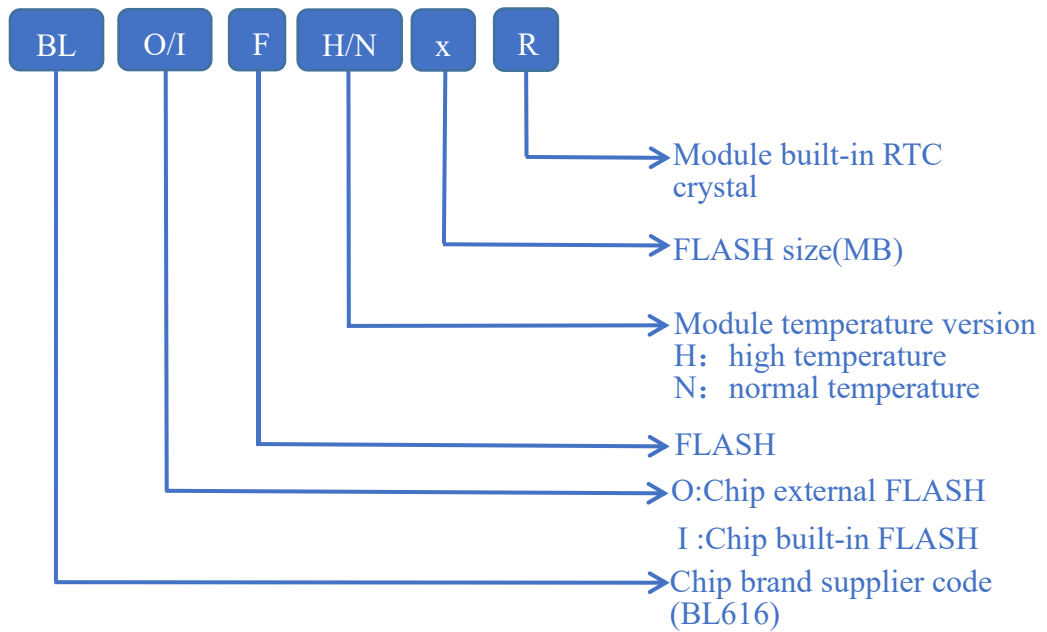 BL O/I F H/N x R
Module built-in RTC
crystal
FLASH size(MB)
Module temperature version
H： high temperature
N： normal temperature
FLASH
O:Chip external FLASH
I :Chip built-in FLASH
Chip brand supplier code
(BL616)